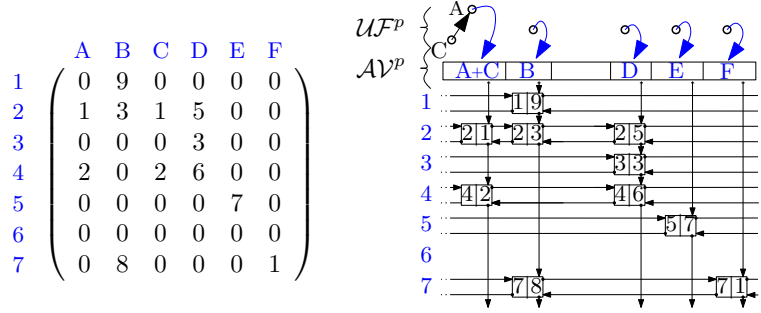 A B C D E F
1 0 9 0 0 0 0
2 1 3 1 5 0 0
3 0 0 0 3 0 0
4 2 0 2 6 0 0
5 0 0 0 0 7 0
6 0 0 0 0 0 0
7 0 8 0 0 0 1
A
UF^p
C
AV^p A+C B D E F
1 1|9
2 2|1 2|3 2|5
3 3|3
4 4|2 4|6
5 5|7
6
7 7|8 7|1